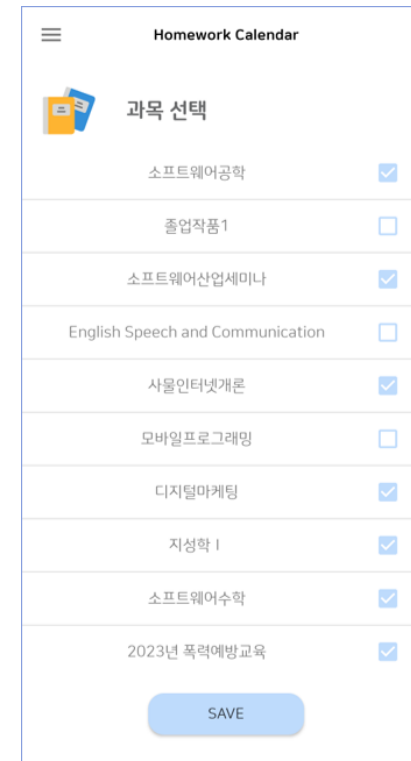 Homework Calendar
과목 선택
소프트웨어공학
졸업작품1
소프트웨어산업세미나
English Speech and Communication
사물인터넷개론
모바일프로그래밍
디지털마케팅
지성학 I
소프트웨어수학
2023년 폭력예방교육
SAVE